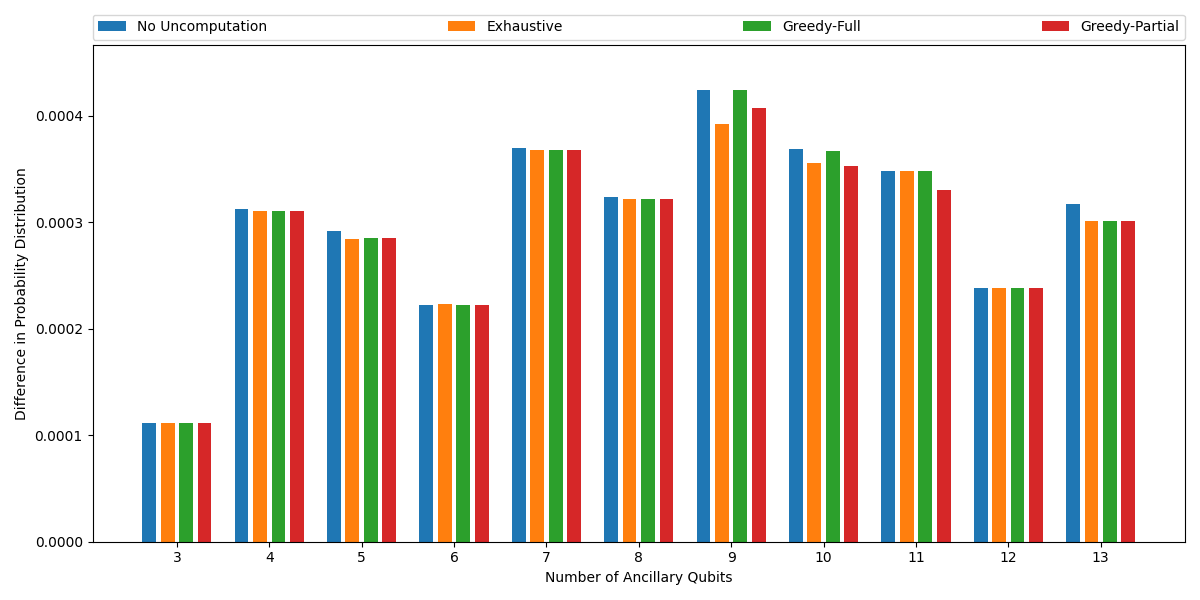 No Uncomputation Exhaustive Greedy-Full Greedy-Partial
Difference in Probability Distribution
0.0004
0.0003
0.0002
0.0001
0.0000
3 4 5 6 7 8 9 10 11 12 13
Number of Ancillary Qubits